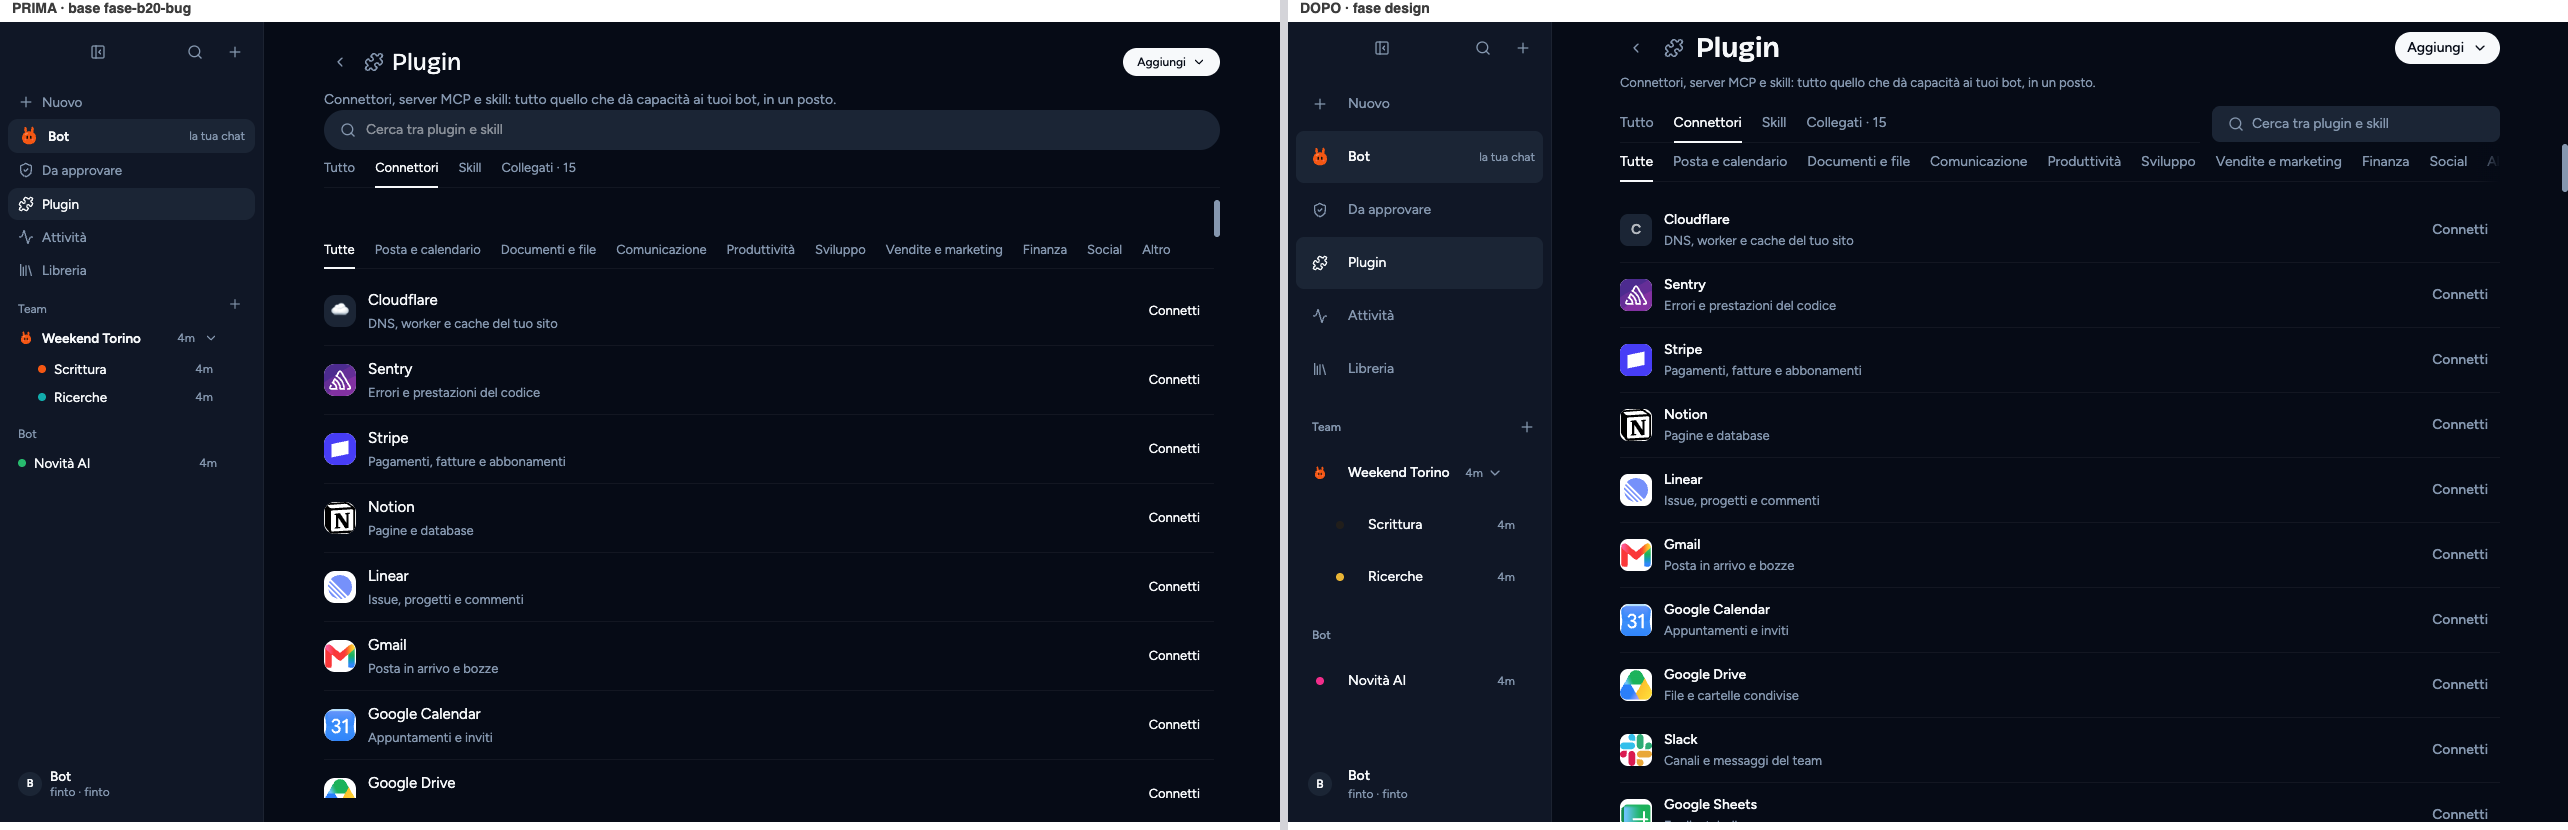 PRIMA · base fase-b20-bug
Nuovo
Bot la tua chat
Da approvare
Plugin
Attività
Libreria
Team
Weekend Torino 4m
Scrittura 4m
Ricerche 4m
Bot
Novità AI 4m
B Bot
finto · finto
Plugin
Aggiungi
Connettori, server MCP e skill: tutto quello che dà capacità ai tuoi bot, in un posto.
Cerca tra plugin e skill
Tutto Connettori Skill Collegati · 15
Tutte Posta e calendario Documenti e file Comunicazione Produttività Sviluppo Vendite e marketing Finanza Social Altro
Cloudflare
DNS, worker e cache del tuo sito
Connetti
Sentry
Errori e prestazioni del codice
Connetti
Stripe
Pagamenti, fatture e abbonamenti
Connetti
Notion
Pagine e database
Connetti
Linear
Issue, progetti e commenti
Connetti
Gmail
Posta in arrivo e bozze
Connetti
31
Google Calendar
Appuntamenti e inviti
Connetti
Google Drive
Connetti
DOPO · fase design
Nuovo
Bot la tua chat
Da approvare
Plugin
Attività
Libreria
Team
Weekend Torino 4m
Scrittura 4m
Ricerche 4m
Bot
Novità AI 4m
B Bot
finto · finto
Plugin
Aggiungi
Connettori, server MCP e skill: tutto quello che dà capacità ai tuoi bot, in un posto.
Tutto Connettori Skill Collegati · 15
Cerca tra plugin e skill
Tutte Posta e calendario Documenti e file Comunicazione Produttività Sviluppo Vendite e marketing Finanza Social
C
Cloudflare
DNS, worker e cache del tuo sito
Connetti
Sentry
Errori e prestazioni del codice
Connetti
Stripe
Pagamenti, fatture e abbonamenti
Connetti
Notion
Pagine e database
Connetti
Linear
Issue, progetti e commenti
Connetti
Gmail
Posta in arrivo e bozze
Connetti
31
Google Calendar
Appuntamenti e inviti
Connetti
Google Drive
File e cartelle condivise
Connetti
Slack
Canali e messaggi del team
Connetti
Google Sheets
Connetti